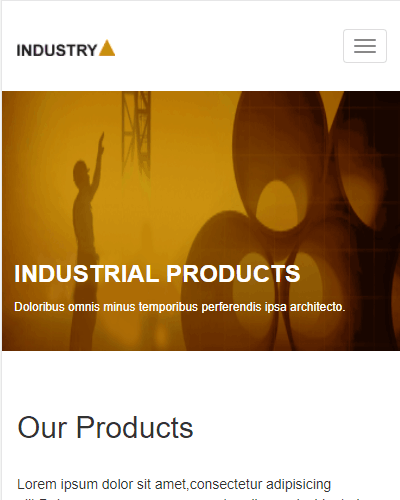 INDUSTRY
INDUSTRIAL PRODUCTS
Doloribus omnis minus temporibus perferendis ipsa architecto.
Our Products
Lorem ipsum dolor sit amet,consectetur adipisicing